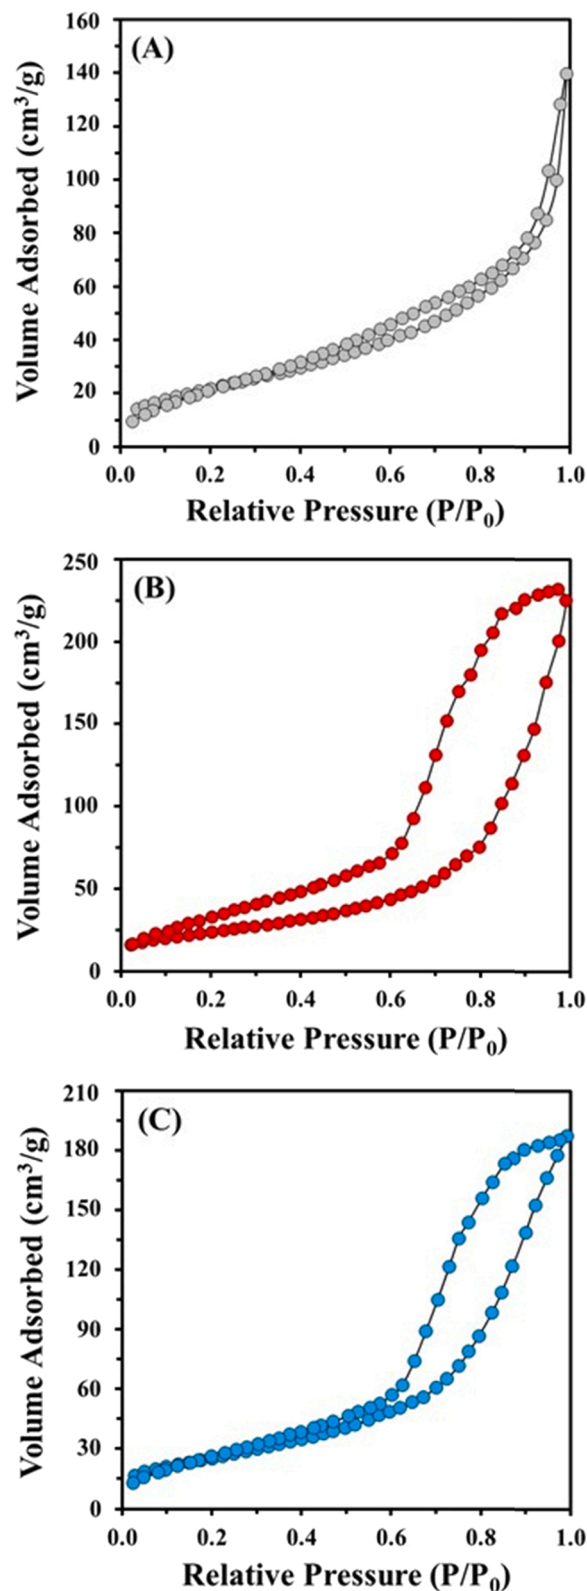 (A)
Volume Adsorbed (cm³/g)
160
140
120
100
80
60
40
20
0
0.0 0.2 0.4 0.6 0.8 1.0
Relative Pressure (P/P₀)
(B)
Volume Adsorbed (cm³/g)
250
200
150
100
50
0
0.0 0.2 0.4 0.6 0.8 1.0
Relative Pressure (P/P₀)
(C)
Volume Adsorbed (cm³/g)
210
180
150
120
90
60
30
0
0.0 0.2 0.4 0.6 0.8 1.0
Relative Pressure (P/P₀)